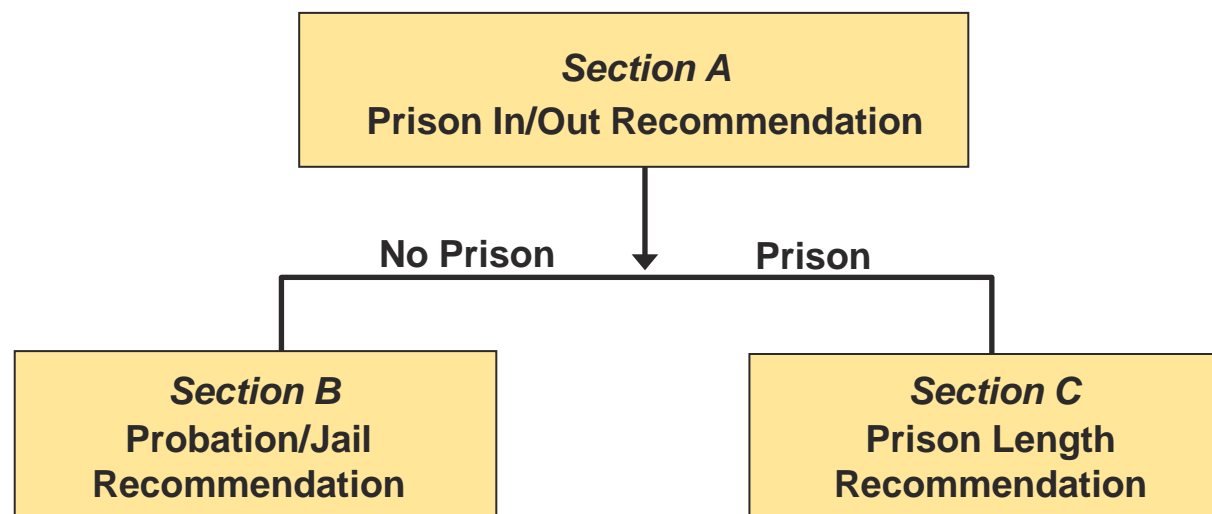 Section A
Prison In/Out Recommendation
No Prison
Prison
Section B
Probation/Jail
Recommendation
Section C
Prison Length
Recommendation